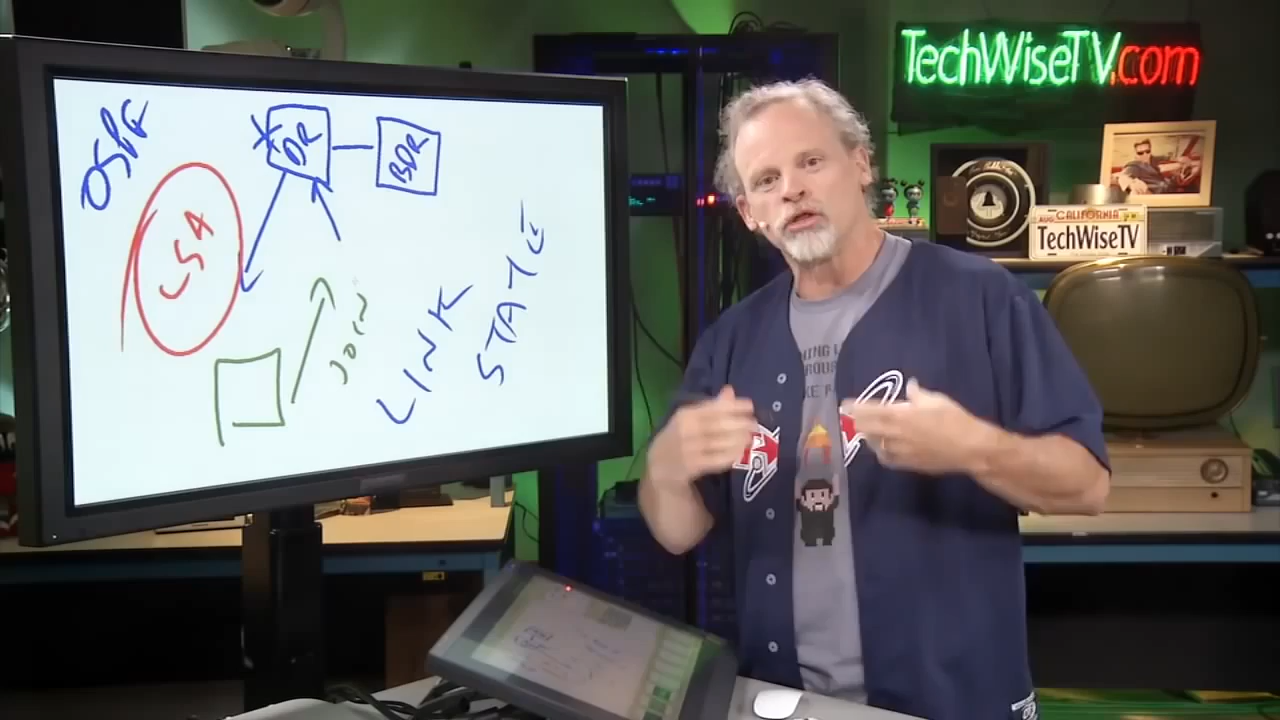 OSPF
DR
BDR
LSA
JOIN
LINK
STATE
TechWiseTV.com
CALIFORNIA
TechWiseTV